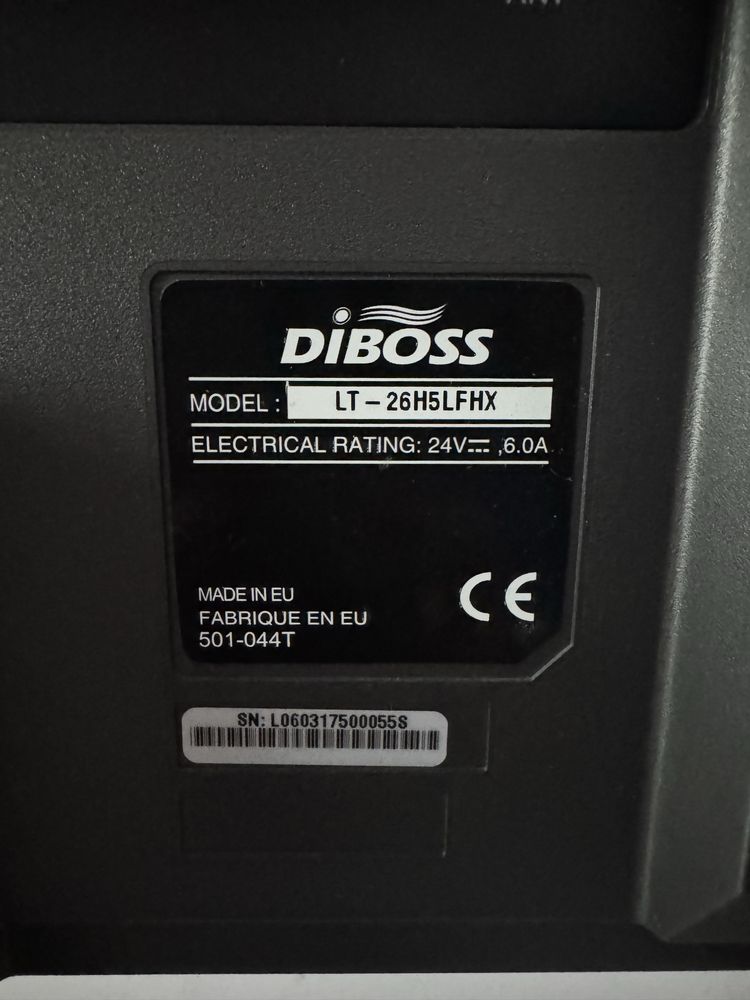 DiBOSS
MODEL : LT-26H5LFHX
ELECTRICAL RATING: 24V⎓ ,6.0A
MADE IN EU
FABRIQUE EN EU
501-044T
CE
SN: L060317500055S